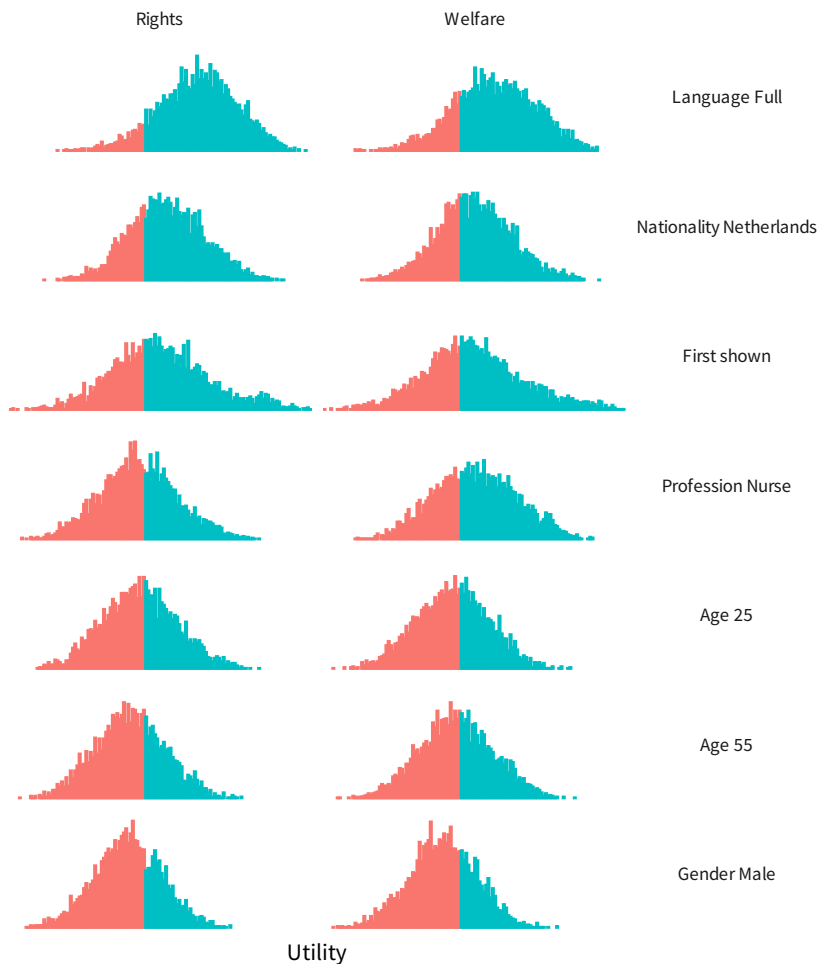 Rights
Welfare
Language Full
Nationality Netherlands
First shown
Profession Nurse
Age 25
Age 55
Gender Male
Utility